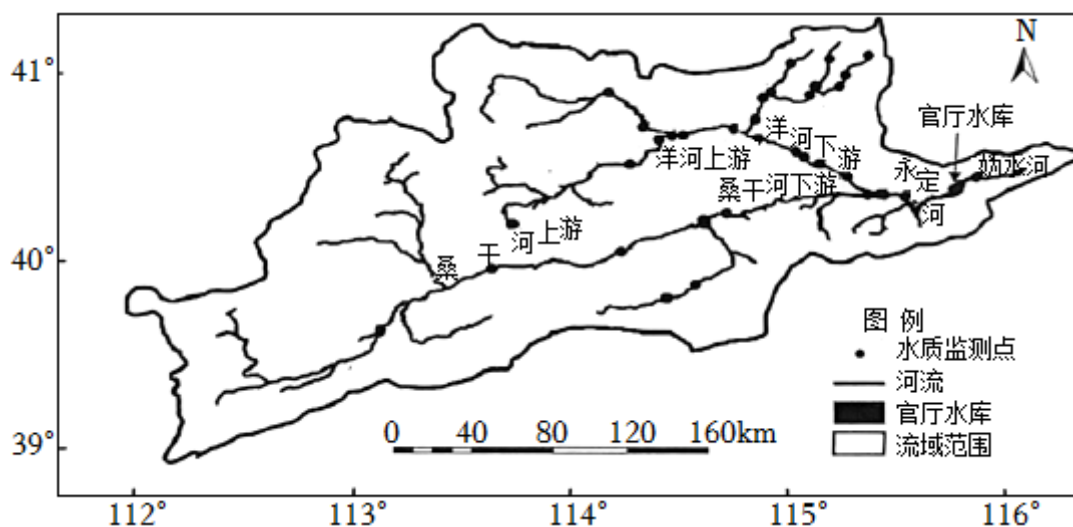 N
41°
官厅水库
洋河下游
洋河上游
永定河
妫水河
桑干河下游
桑干河上游
40°
图 例
水质监测点
河流
官厅水库
流域范围
39°
0 40 80 120 160km
112° 113° 114° 115° 116°